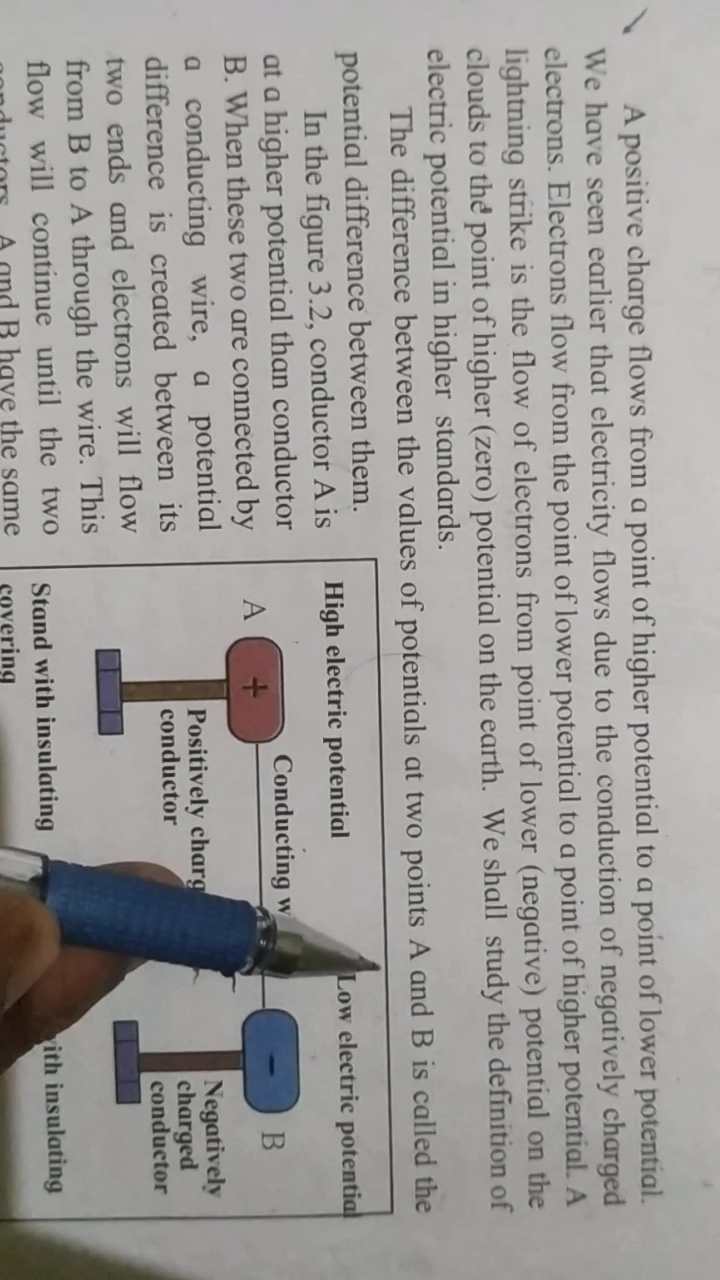 A positive charge flows from a point of higher potential to a point of lower potential.
We have seen earlier that electricity flows due to the conduction of negatively charged
electrons. Electrons flow from the point of lower potential to a point of higher potential. A
lightning strike is the flow of electrons from point of lower (negative) potential on the
clouds to the point of higher (zero) potential on the earth. We shall study the definition of
electric potential in higher standards.
The difference between the values of potentials at two points A and B is called the
potential difference between them.
In the figure 3.2, conductor A is
at a higher potential than conductor
B. When these two are connected by
a conducting wire, a potential
difference is created between its
two ends and electrons will flow
from B to A through the wire. This
flow will continue until the two
A and B have the same
High electric potential
Low electric potential
Conducting
A
+
-
B
Positively
conductor
Negatively
charged
conductor
Stand with insulating
covering
insulating